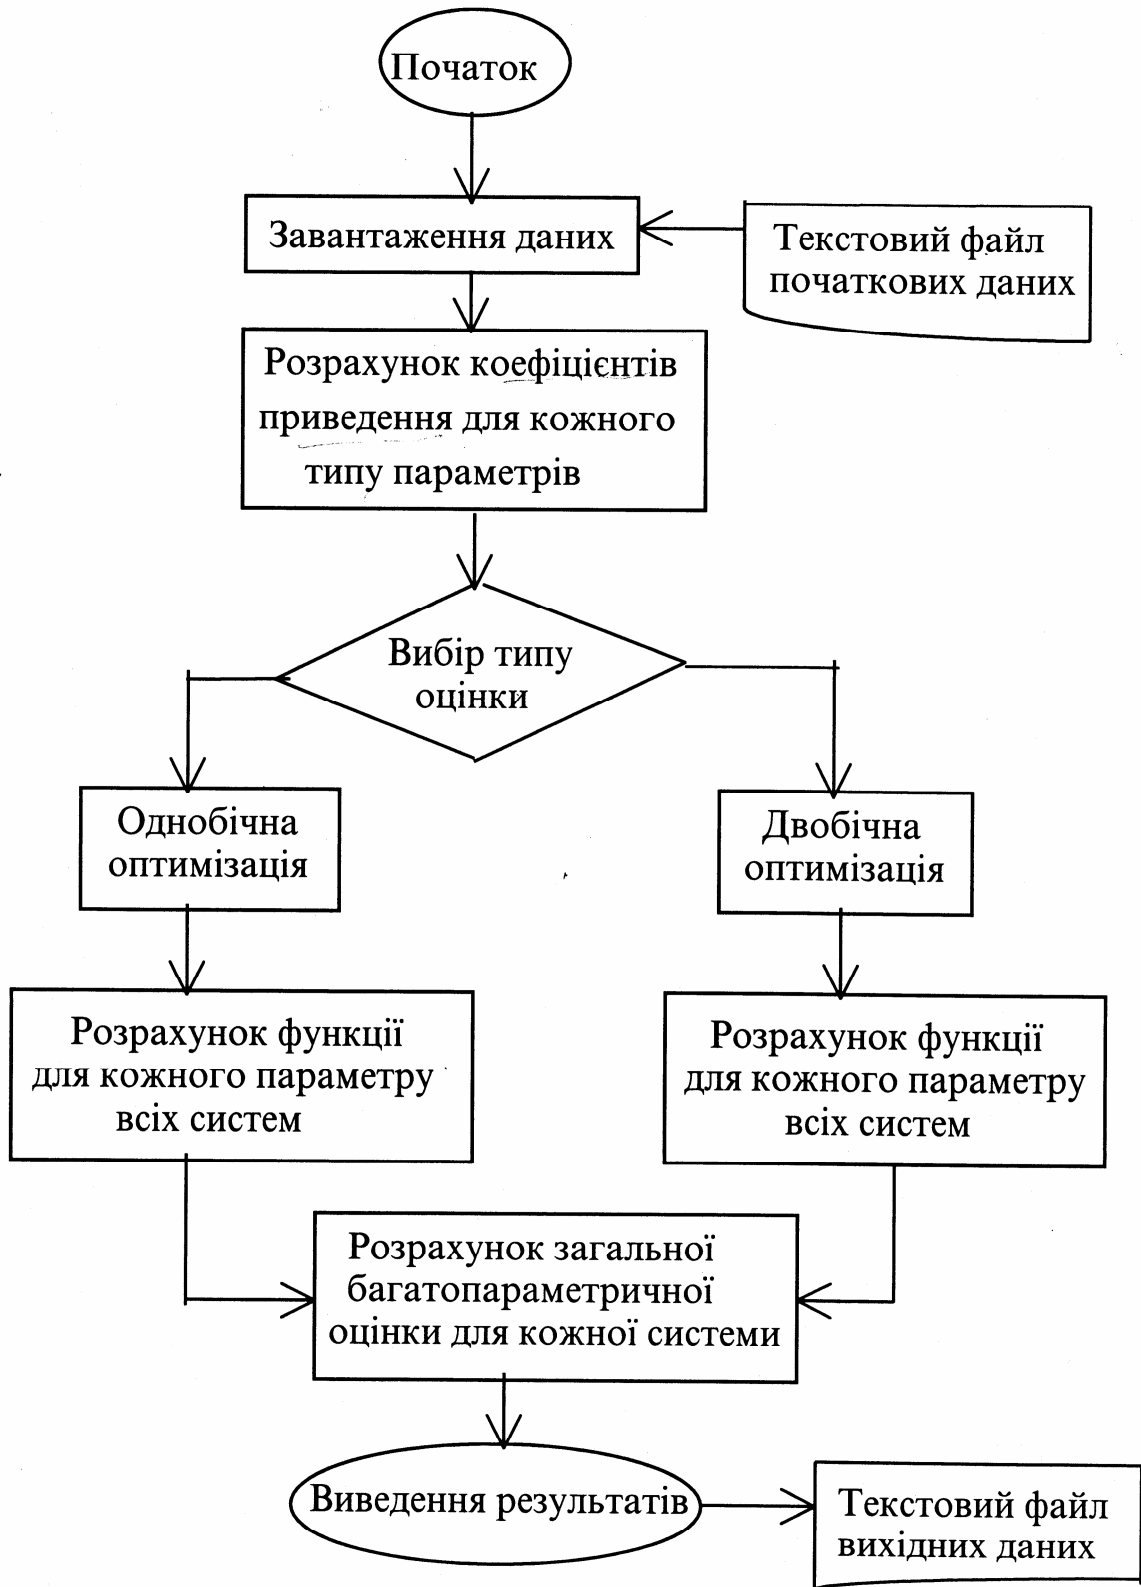 Початок
Завантаження даних
Текстовий файл
початкових даних
Розрахунок коефіцієнтів
приведення для кожного
типу параметрів
Вибір типу
оцінки
Однобічна
оптимізація
Двобічна
оптимізація
Розрахунок функції
для кожного параметру
всіх систем
Розрахунок функції
для кожного параметру
всіх систем
Розрахунок загальної
багатопараметричної
оцінки для кожної системи
Виведення результатів
Текстовий файл
вихідних даних